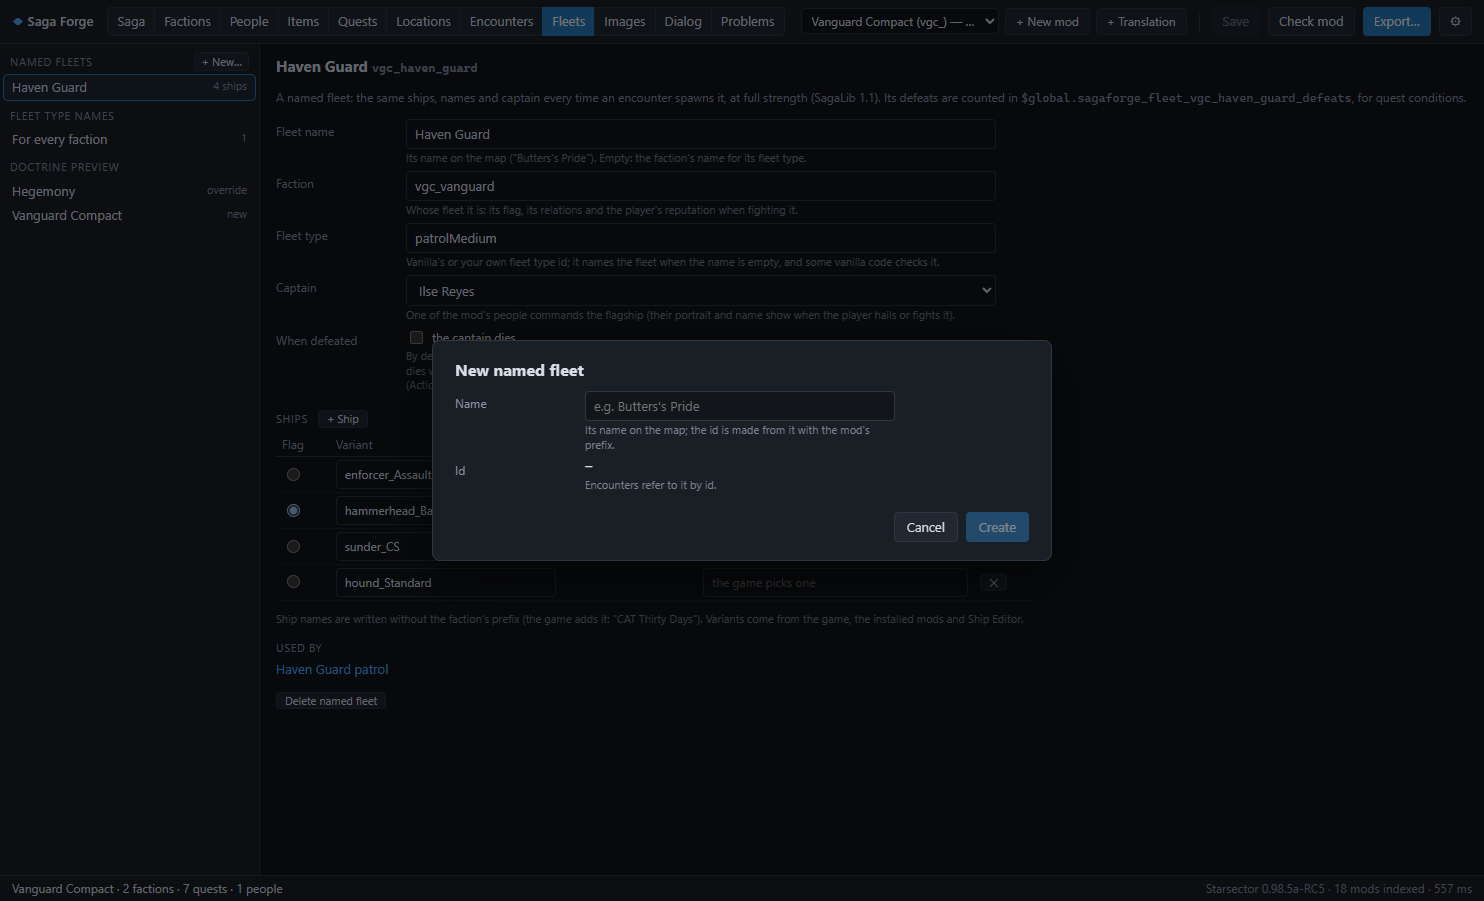 Saga Forge
Saga Factions People Items Quests Locations Encounters Fleets Images Dialog Problems
Vanguard Compact (vgc_) — ...
+ New mod
+ Translation
Save
Check mod
Export...
NAMED FLEETS
+ New...
Haven Guard 4 ships
FLEET TYPE NAMES
For every faction 1
DOCTRINE PREVIEW
Hegemony override
Vanguard Compact new
Haven Guard vgc_haven_guard
A named fleet: the same ships, names and captain every time an encounter spawns it, at full strength (SagaLib 1.1). Its defeats are counted in $global.sagaforge_fleet_vgc_haven_guard_defeats, for quest conditions.
Fleet name
Haven Guard
Its name on the map ("Butters's Pride"). Empty: the faction's name for its fleet type.
Faction
vgc_vanguard
Whose fleet it is: its flag, its relations and the player's reputation when fighting it.
Fleet type
patrolMedium
Vanilla's or your own fleet type id; it names the fleet when the name is empty, and some vanilla code checks it.
Captain
Ilse Reyes
One of the mod's people commands the flagship (their portrait and name show when the player hails or fights it).
When defeated
the captain dies
By de
dies
(Actio
SHIPS
+ Ship
Flag Variant
enforcer_Assault
hammerhead_Ba
sunder_CS
hound_Standard
the game picks one
Ship names are written without the faction's prefix (the game adds it: "CAT Thirty Days"). Variants come from the game, the installed mods and Ship Editor.
USED BY
Haven Guard patrol
Delete named fleet
New named fleet
Name
e.g. Butters's Pride
Its name on the map; the id is made from it with the mod's
prefix.
Id
–
Encounters refer to it by id.
Cancel
Create
Vanguard Compact · 2 factions · 7 quests · 1 people
Starsector 0.98.5a-RC5 · 18 mods indexed · 557 ms